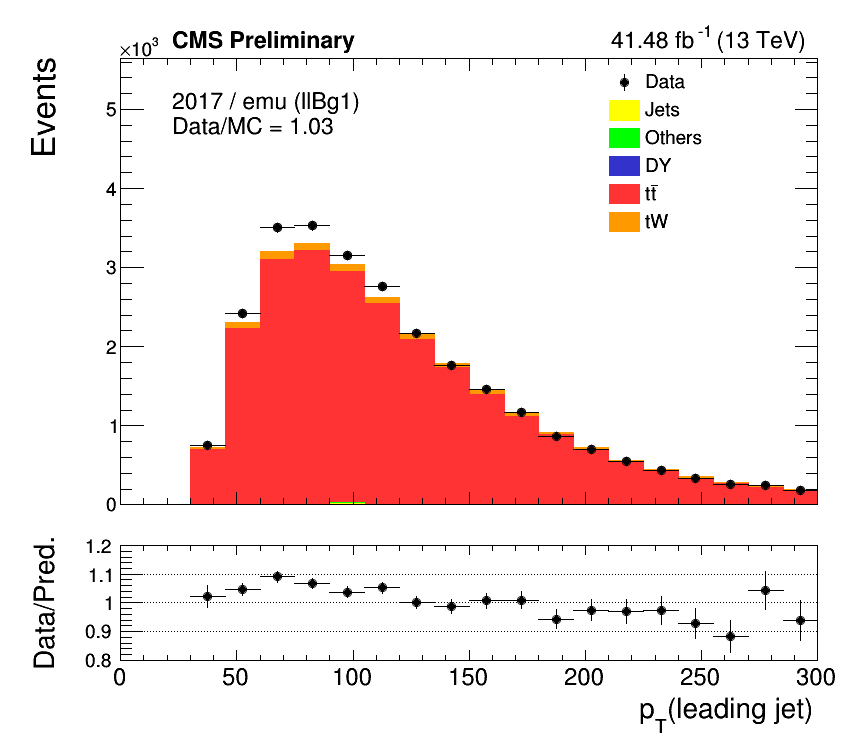 ×10³ CMS Preliminary 41.48 fb⁻¹ (13 TeV)
Events
2017 / emu (llBg1)
Data/MC = 1.03
Data
Jets
Others
DY
tt̄
tW
5
4
3
2
1
0
Data/Pred.
1.2
1.1
1
0.9
0.8
0 50 100 150 200 250 300
p_T(leading jet)